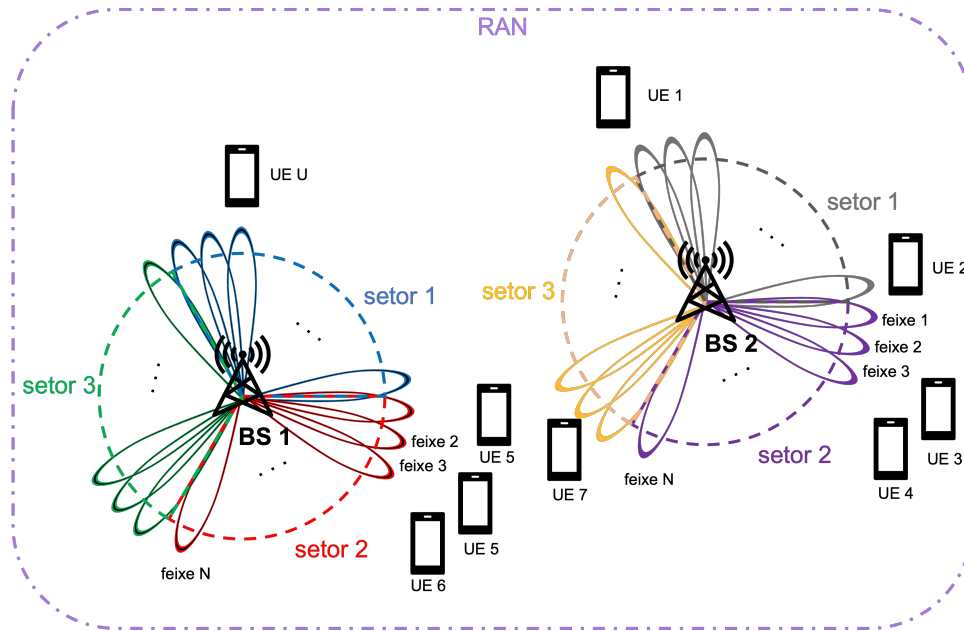 RAN
UE 1
UE U
setor 1
UE 2
setor 3
setor 1
feixe 1
BS 2
feixe 2
feixe 3
setor 3
BS 1
feixe 2
UE 5
setor 2
UE 3
feixe 3
feixe N
UE 7
UE 4
setor 2
UE 5
feixe N
UE 6